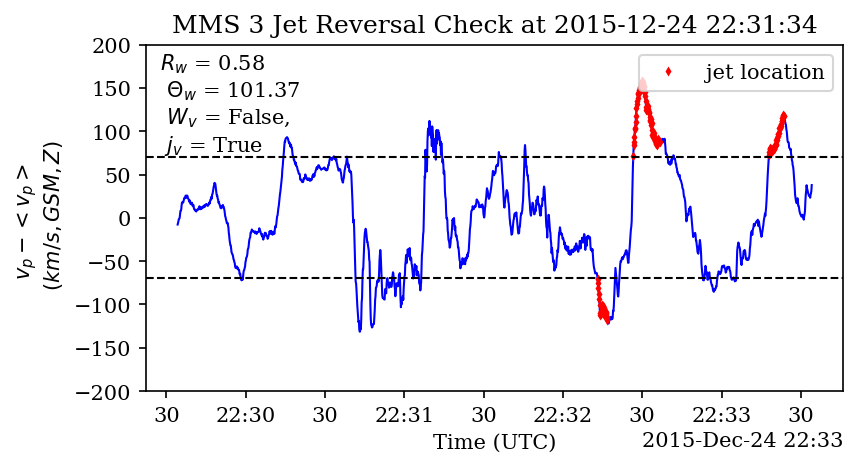 MMS 3 Jet Reversal Check at 2015-12-24 22:31:34
R_w = 0.58
Θ_w = 101.37
W_v = False,
j_v = True
jet location
v_p − < v_p >
(km/s, GSM, Z)
200
150
100
50
0
−50
−100
−150
−200
30 22:30 30 22:31 30 22:32 30 22:33 30
Time (UTC)
2015-Dec-24 22:33